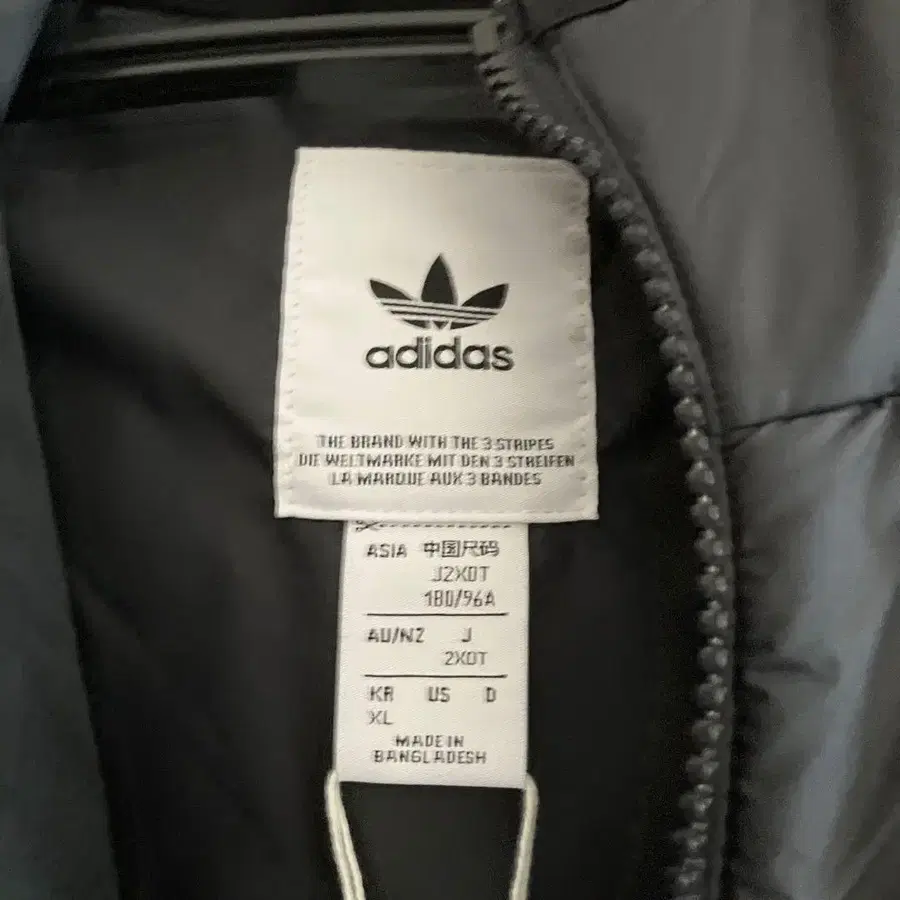 adidas
THE BRAND WITH THE 3 STRIPES
DIE WELTMARKE MIT DEN 3 STREIFEN
LA MARQUE AUX 3 BANDES
ASIA 中国尺码
J2XOT
180/96A
AU/NZ J
2XOT
KR US D
XL
MADE IN
BANGLADESH